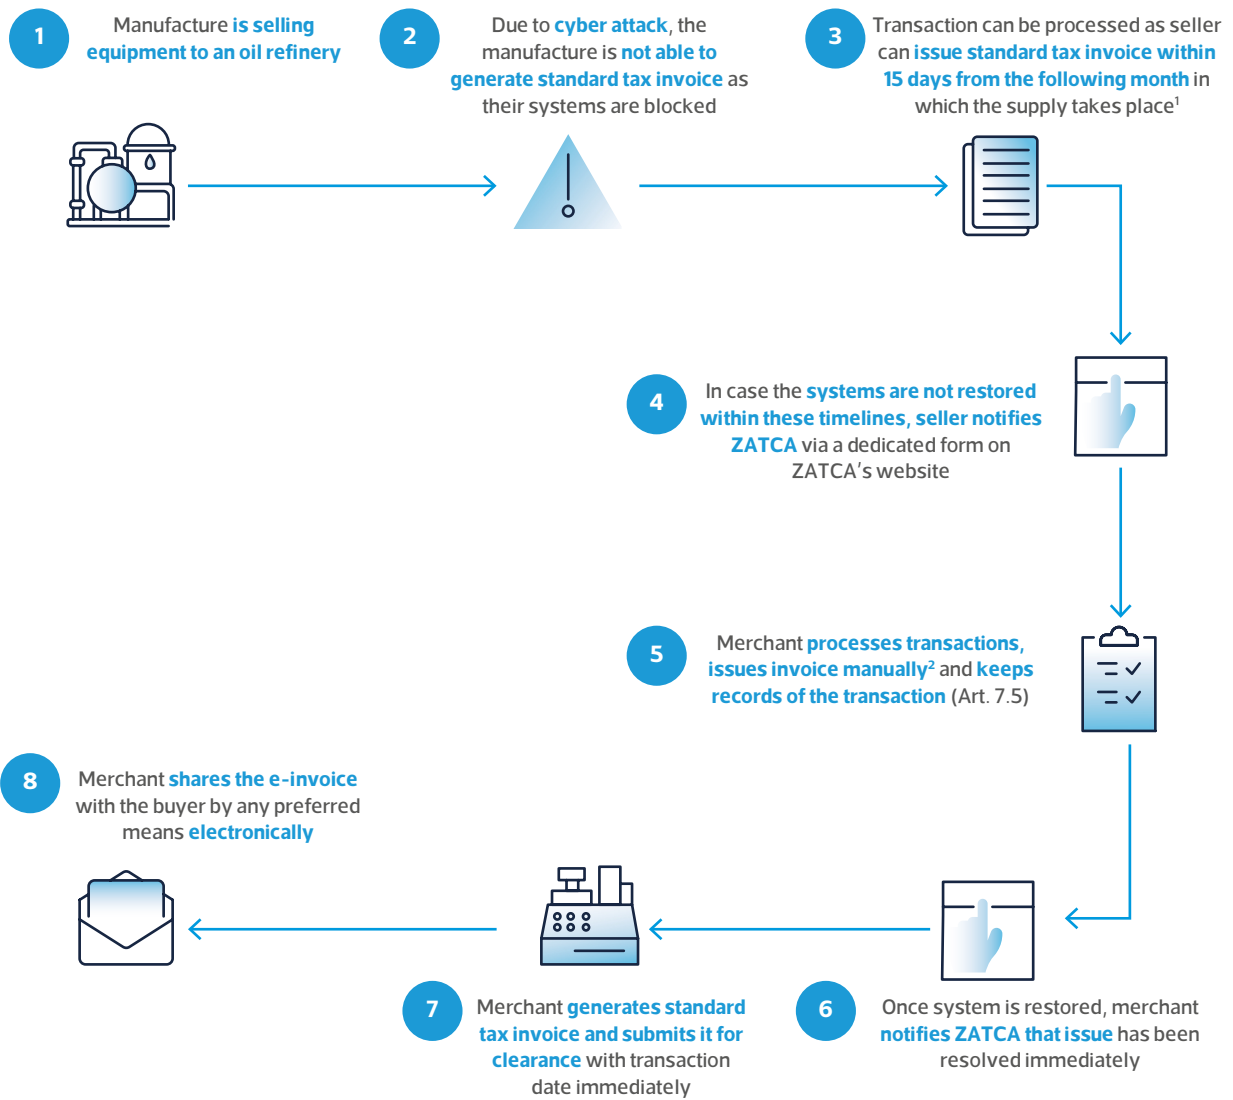 1
Manufacture is selling
equipment to an oil refinery
2
Due to cyber attack, the
manufacture is not able to
generate standard tax invoice as
their systems are blocked
3
Transaction can be processed as seller
can issue standard tax invoice within
15 days from the following month in
which the supply takes place¹
4
In case the systems are not restored
within these timelines, seller notifies
ZATCA via a dedicated form on
ZATCA's website
5
Merchant processes transactions,
issues invoice manually² and keeps
records of the transaction (Art. 7.5)
6
Once system is restored, merchant
notifies ZATCA that issue has been
resolved immediately
7
Merchant generates standard
tax invoice and submits it for
clearance with transaction
date immediately
8
Merchant shares the e-invoice
with the buyer by any preferred
means electronically